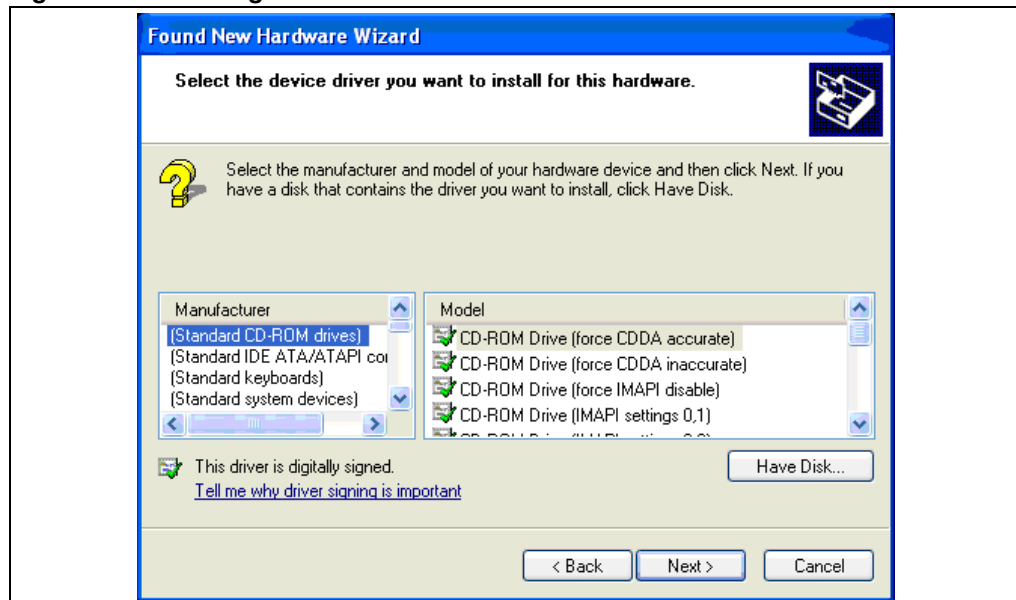 Found New Hardware Wizard
Select the device driver you want to install for this hardware.
Select the manufacturer and model of your hardware device and then click Next. If you
have a disk that contains the driver you want to install, click Have Disk.
Manufacturer
(Standard CD-ROM drives)
(Standard IDE ATA/ATAPI coı
(Standard keyboards)
(Standard system devices)
Model
CD-ROM Drive (force CDDA accurate)
CD-ROM Drive (force CDDA inaccurate)
CD-ROM Drive (force IMAPI disable)
CD-ROM Drive (IMAPI settings 0,1)
This driver is digitally signed.
Tell me why driver signing is important
Have Disk...
< Back
Next >
Cancel